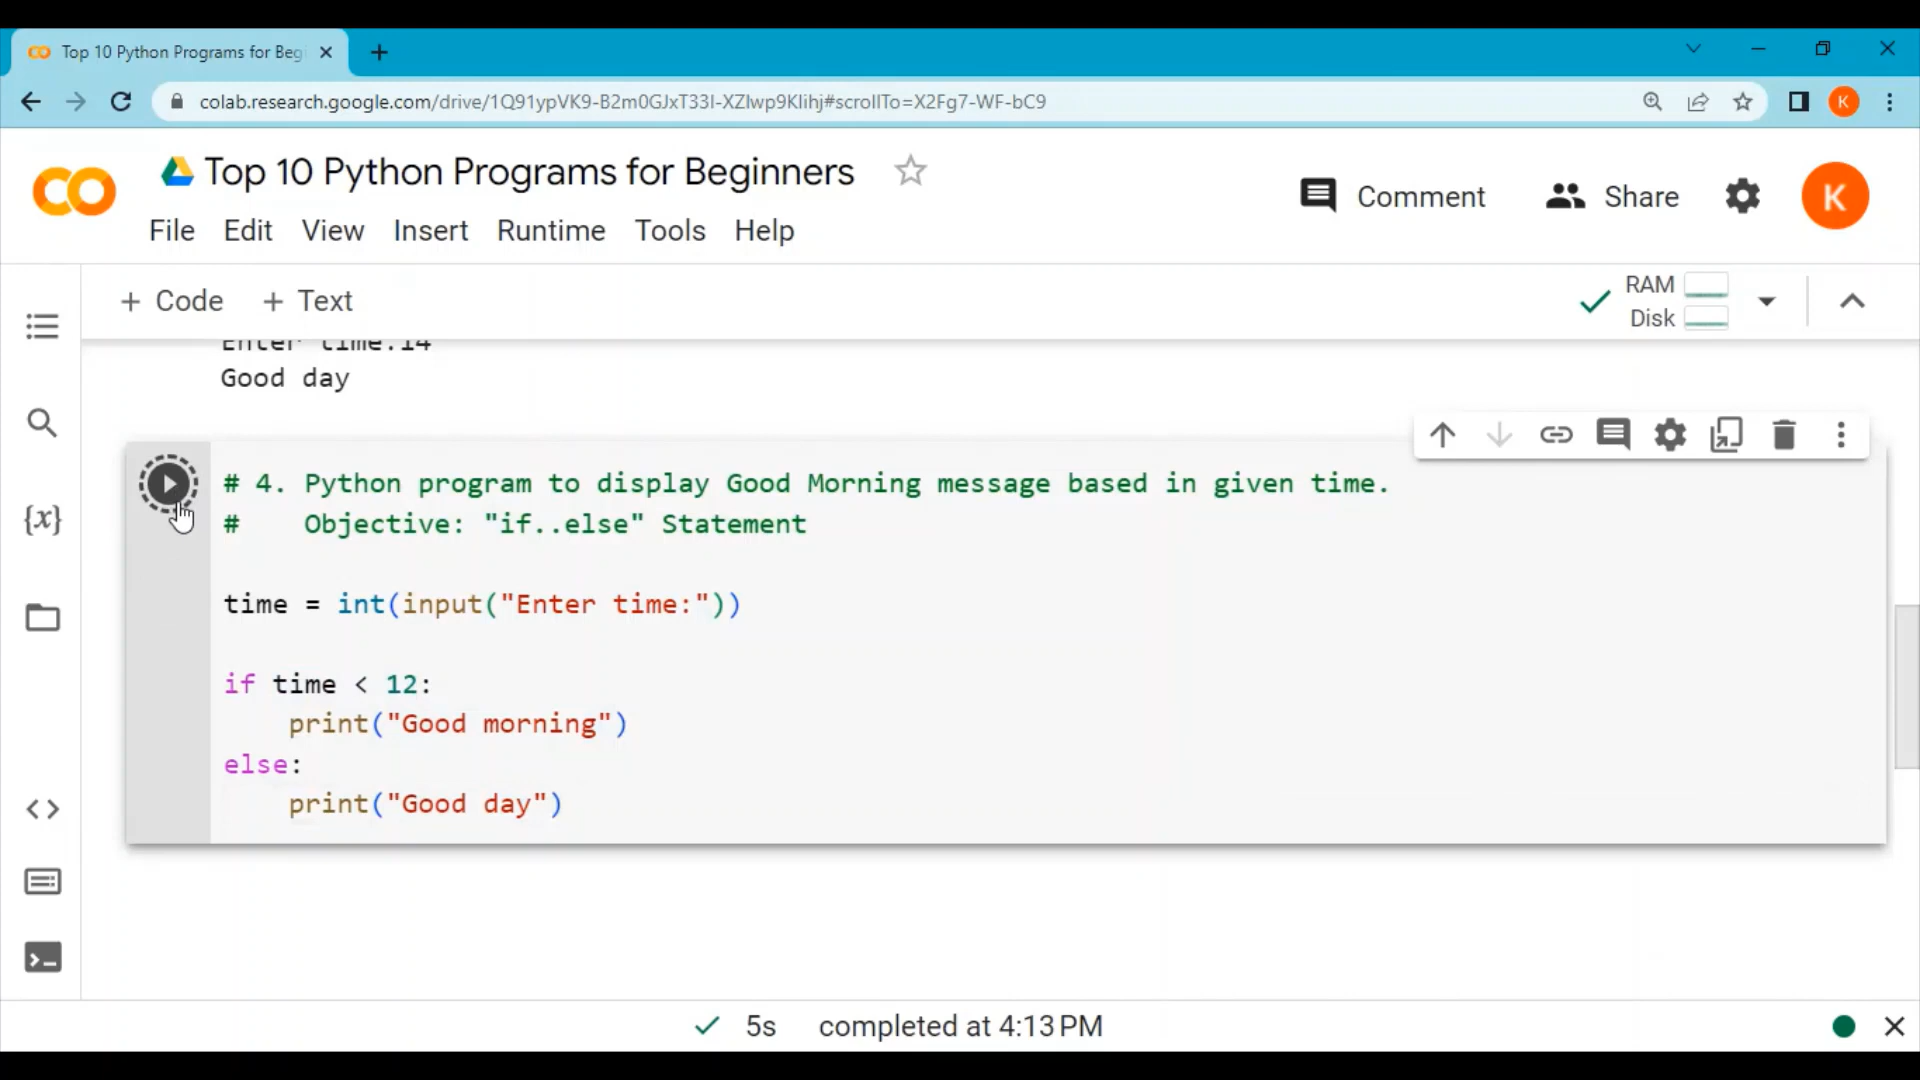 Top 10 Python Programs for Beg
colab.research.google.com/drive/1Q91ypVK9-B2m0GJxT33I-XZlwp9Klihj#scrollTo=X2Fg7-WF-bC9
K
Top 10 Python Programs for Beginners
Comment
Share
K
File Edit View Insert Runtime Tools Help
+ Code + Text
RAM
Disk
Enter time:14
Good day
# 4. Python program to display Good Morning message based in given time.
# Objective: "if..else" Statement
{x}
time = int(input("Enter time:"))
if time < 12:
print("Good morning")
else:
print("Good day")
5s completed at 4:13 PM